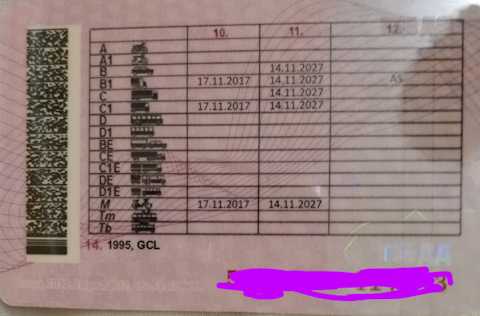 10. 11. 12.
A
A1
B 14.11.2027
B1 17.11.2017 14.11.2027 AS
C 14.11.2027
C1 17.11.2017 14.11.2027
D
D1
BE
CE
C1E
DE
D1E
M 17.11.2017 14.11.2027
Tm
Tb
14. 1995, GCL